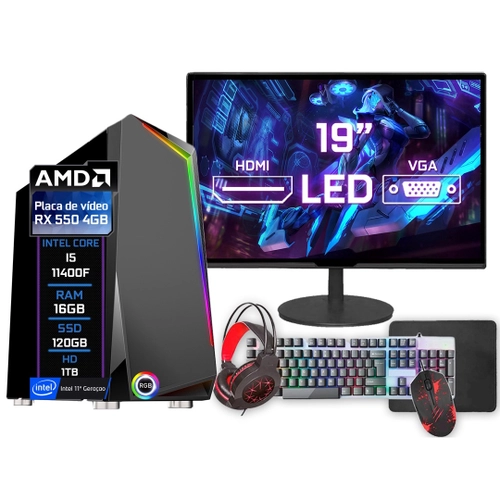 AMD
Placa de vídeo
RX 550 4GB
INTEL CORE
I5
11400F
RAM
16GB
SSD
120GB
HD
1TB
intel
Intel 11ª Geraçao
RGB
19”
HDMI
VGA
LED